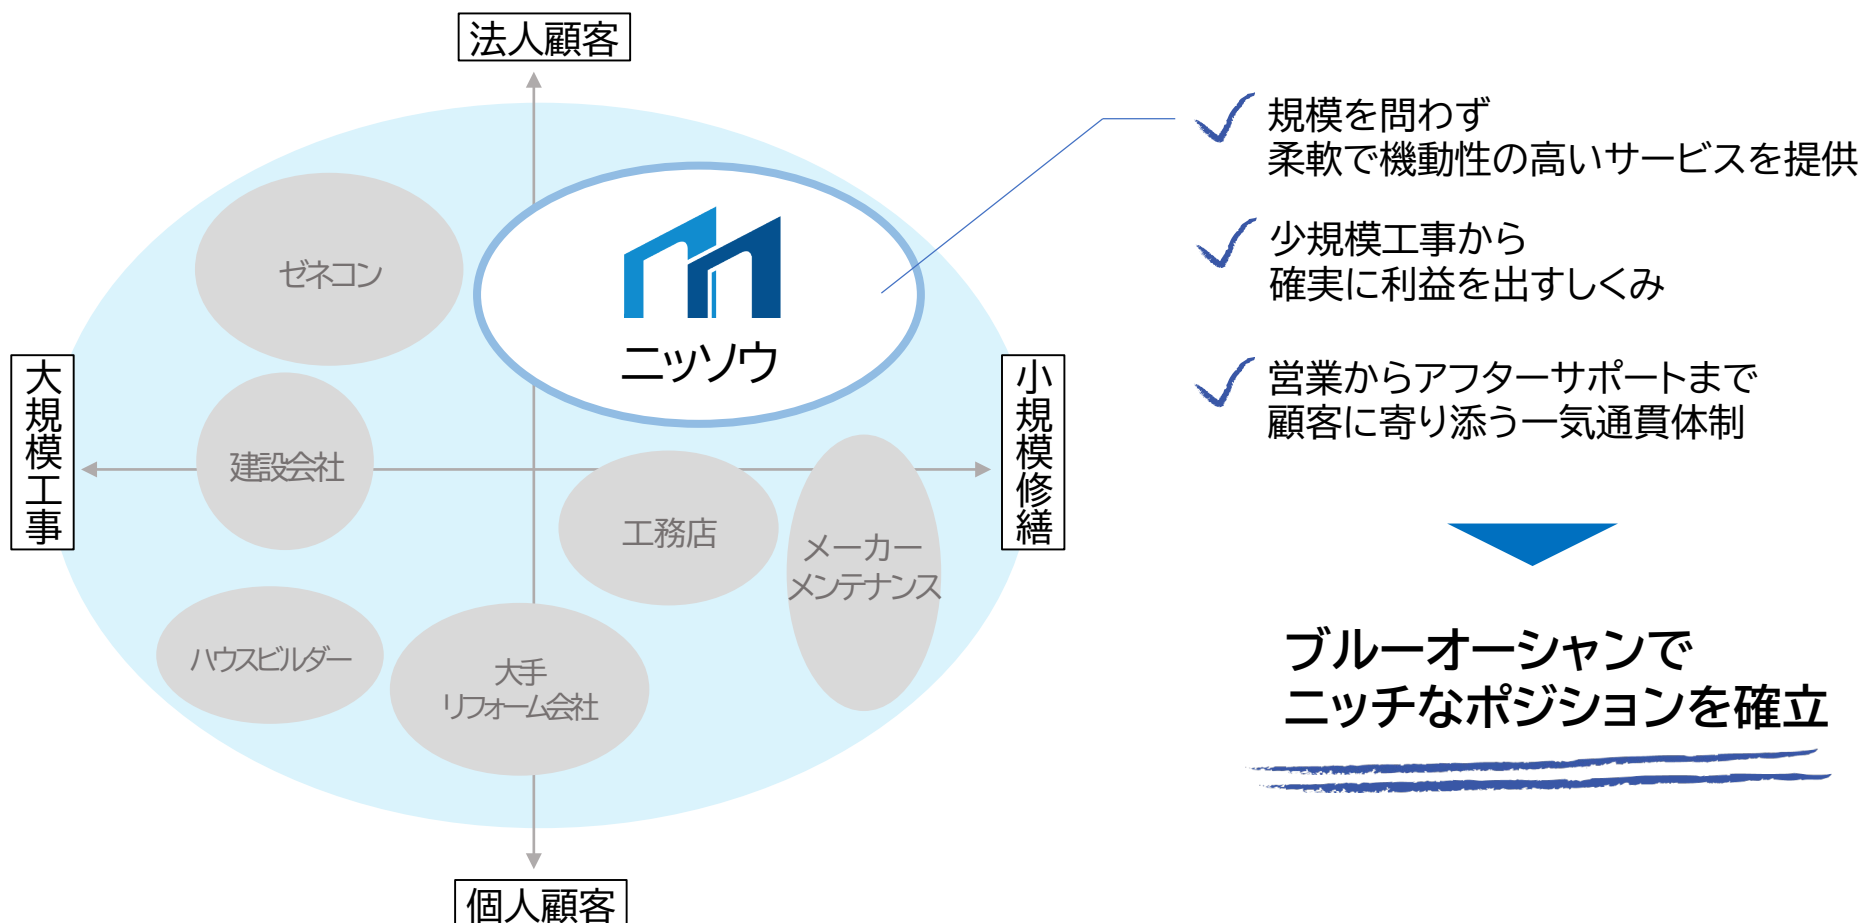 法人顧客
ゼネコン
ニッソウ
大規模工事
小規模修繕
建設会社
工務店
メーカー
メンテナンス
ハウスビルダー
大手
リフォーム会社
個人顧客
規模を問わず
柔軟で機動性の高いサービスを提供
少規模工事から
確実に利益を出すしくみ
営業からアフターサポートまで
顧客に寄り添う一気通貫体制
ブルーオーシャンで
ニッチなポジションを確立